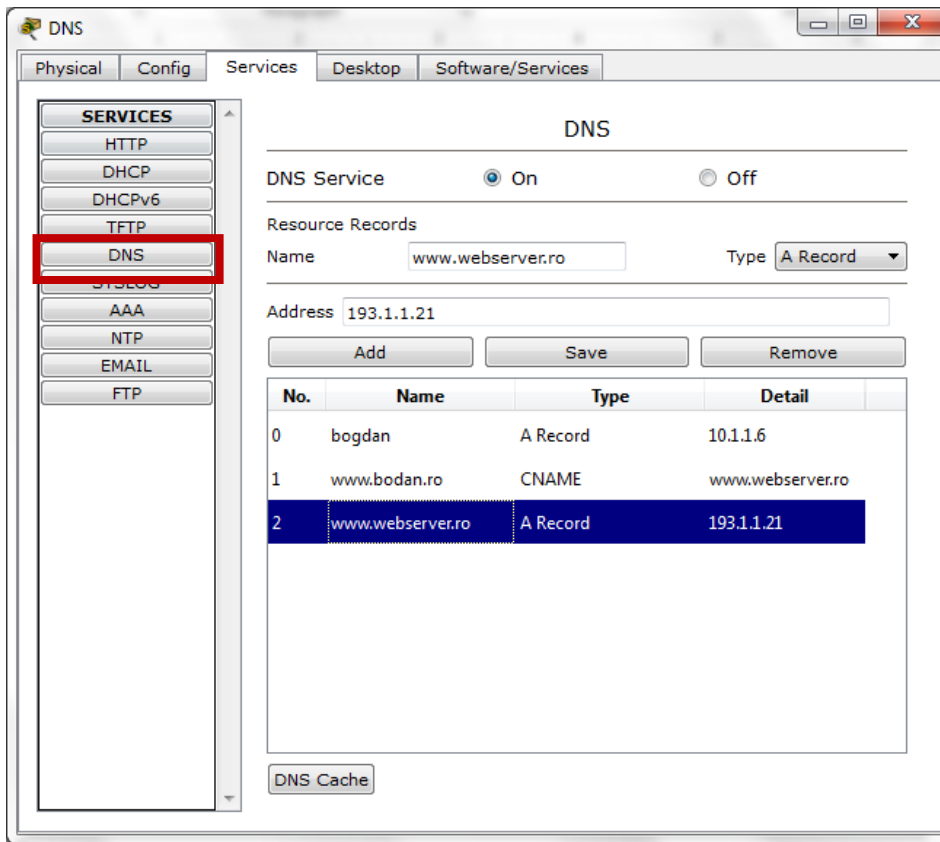 DNS
Physical Config Services Desktop Software/Services
SERVICES
HTTP
DHCP
DHCPv6
TFTP
DNS
SYSLOG
AAA
NTP
EMAIL
FTP
DNS
DNS Service On Off
Resource Records
Name www.webserver.ro Type A Record
Address 193.1.1.21
Add Save Remove
No. Name Type Detail
0 bogdan A Record 10.1.1.6
1 www.bodan.ro CNAME www.webserver.ro
2 www.webserver.ro A Record 193.1.1.21
DNS Cache